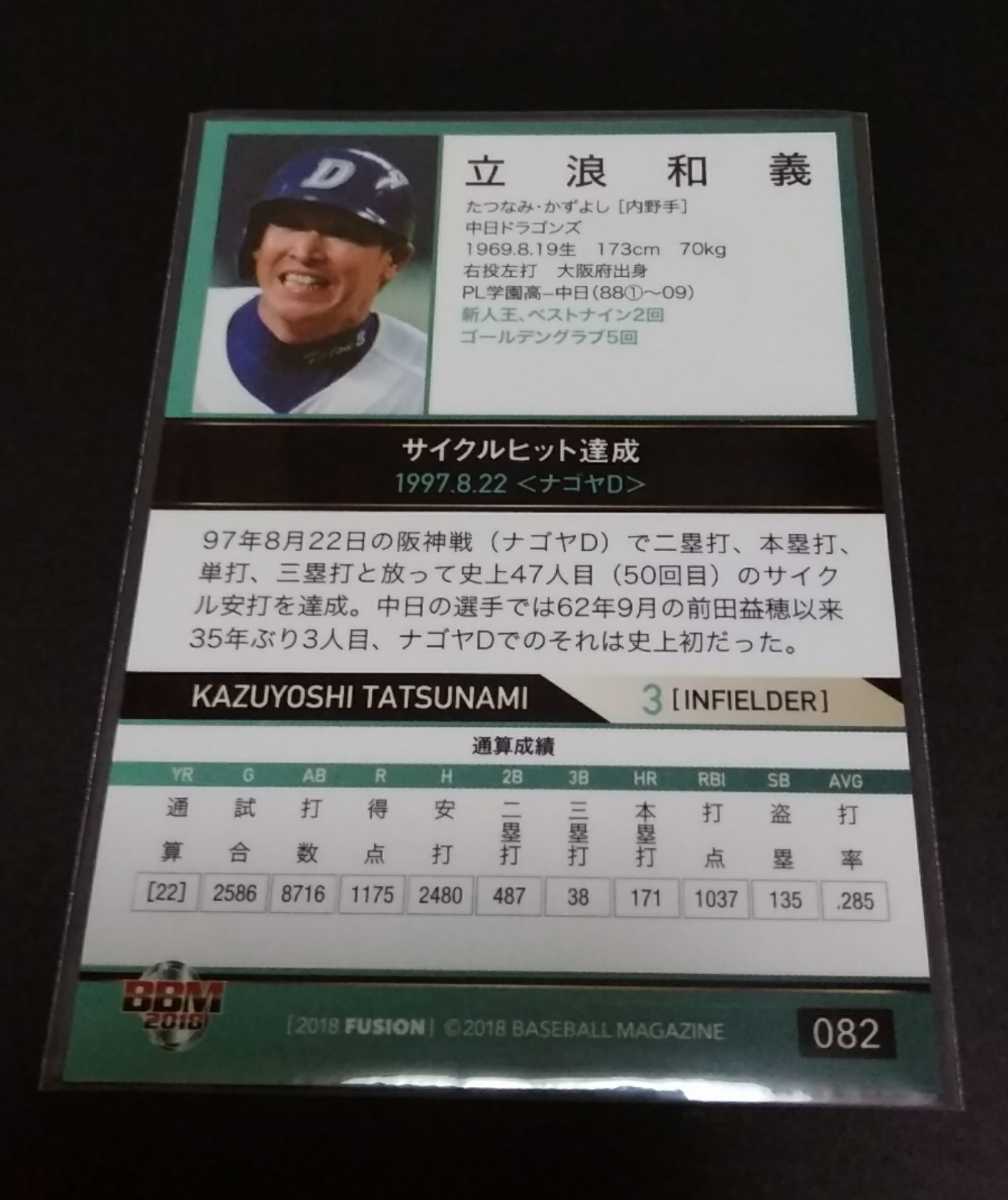 D
立浪和義
たつなみ・かずよし[内野手]
中日ドラゴンズ
1969.8.19生 173cm 70kg
右投左打 大阪府出身
PL学園高–中日(88①〜09)
新人王、ベストナイン2回
ゴールデングラブ5回
サイクルヒット達成
1997.8.22 <ナゴヤD>
97年8月22日の阪神戦(ナゴヤD)で二塁打、本塁打、
単打、三塁打と放って史上47人目(50回目)のサイク
ル安打を達成。中日の選手では62年9月の前田益穂以来
35年ぶり3人目、ナゴヤDでのそれは史上初だった。
KAZUYOSHI TATSUNAMI 3 [INFIELDER]
通算成績
YR G AB R H 2B 3B HR RBI SB AVG
通算 試合 打数 得点 安打 二塁打 三塁打 本塁打 打点 盗塁 打率
[22] 2586 8716 1175 2480 487 38 171 1037 135 .285
BBM
2018
[2018 FUSION] ©2018 BASEBALL MAGAZINE
082